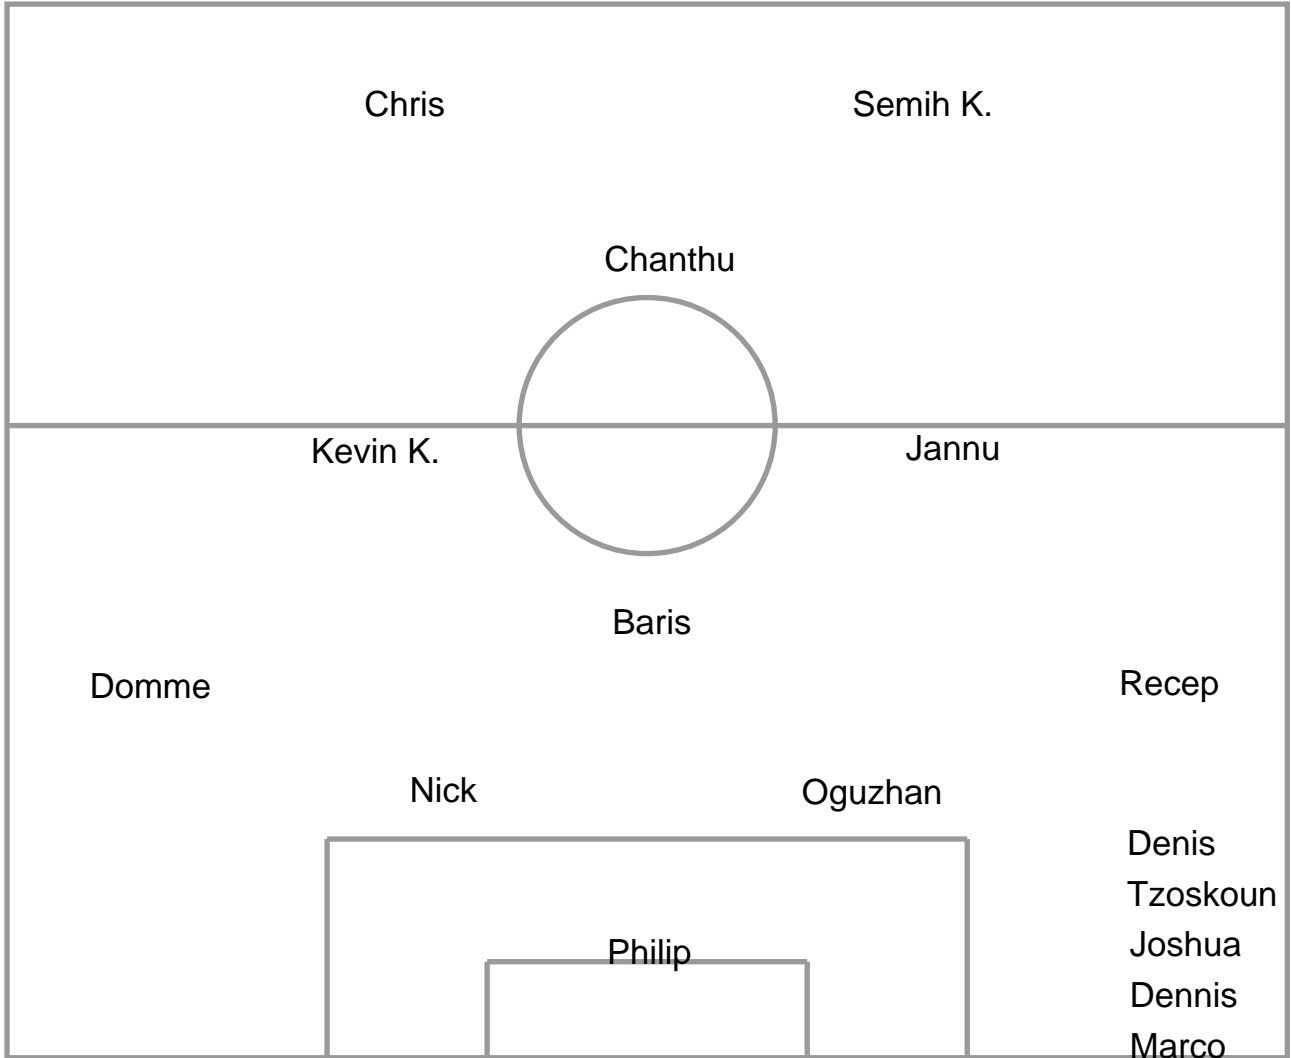 Chris Semih K.
Chanthu
Kevin K. Jannu
Baris
Domme Recep
Nick Oguzhan
Denis
Tzoskoun
Joshua
Philip
Dennis
Marco